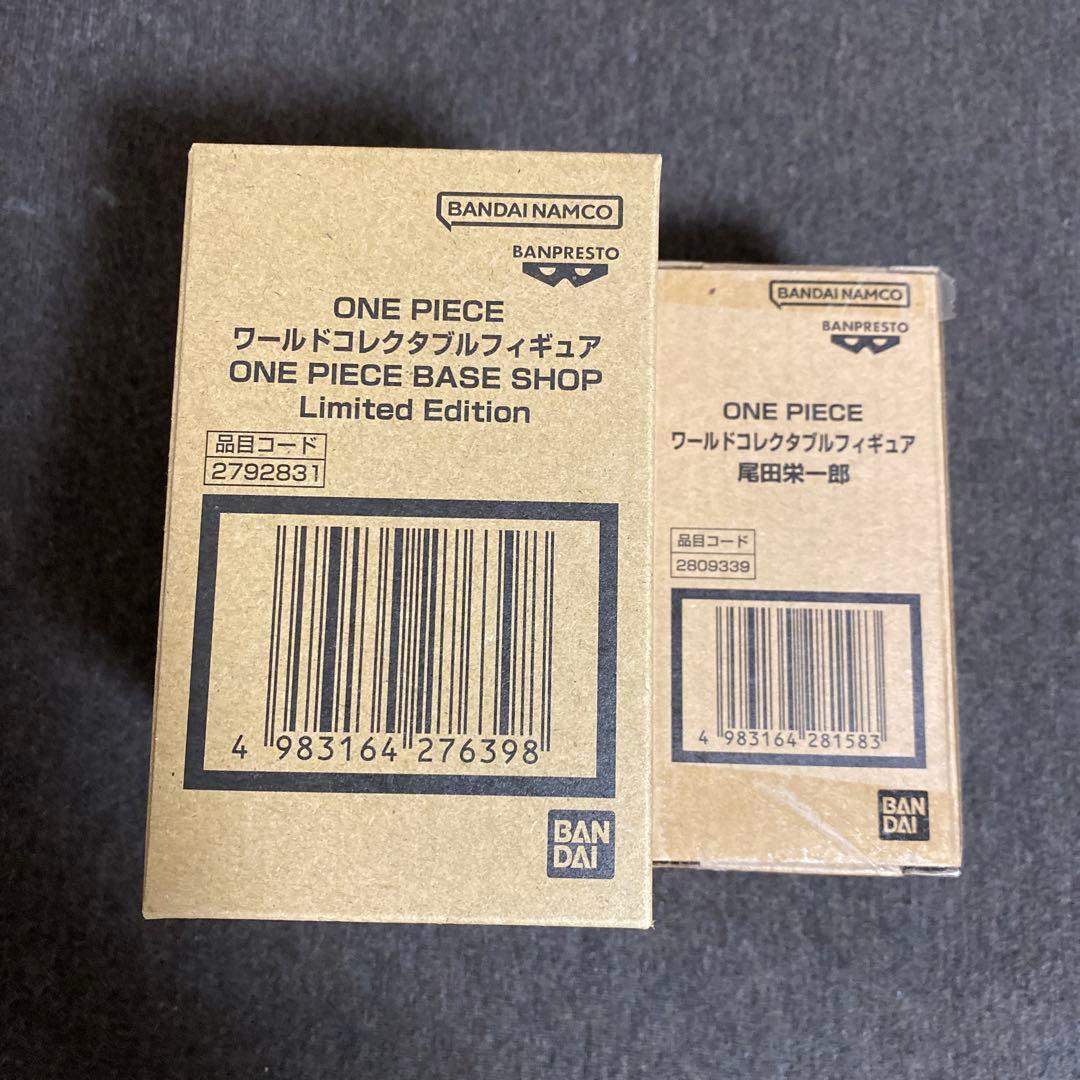 BANDAI NAMCO
BANPRESTO
ONE PIECE
ワールドコレクタブルフィギュア
ONE PIECE BASE SHOP
Limited Edition
品目コード
2792831
4 983164 276398
BAN
DAI
BANDAI NAMCO
BANPRESTO
ONE PIECE
ワールドコレクタブルフィギュア
尾田栄一郎
品目コード
2809339
4 983164 281583
BAN
DAI